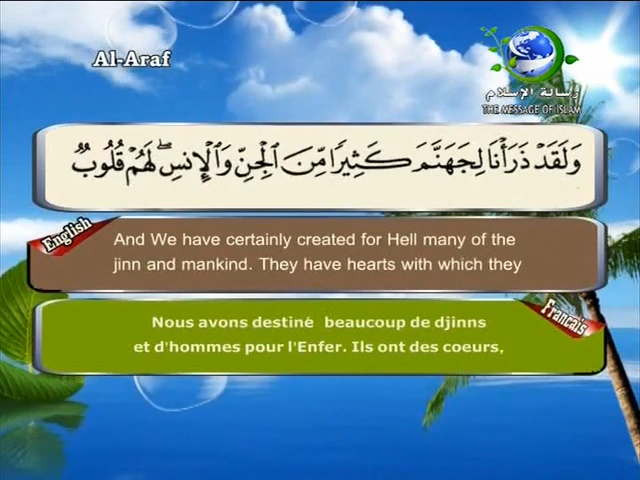 Al-Araf
رسالة الإسلام
THE MESSAGE OF ISLAM
وَلَقَدْ ذَرَأْنَا لِجَهَنَّمَ كَثِيرًا مِّنَ الْجِنِّ وَالْإِنسِ ۖ لَهُمْ قُلُوبٌ
English
And We have certainly created for Hell many of the
jinn and mankind. They have hearts with which they
Francais
Nous avons destiné beaucoup de djinns
et d'hommes pour l'Enfer. Ils ont des coeurs,